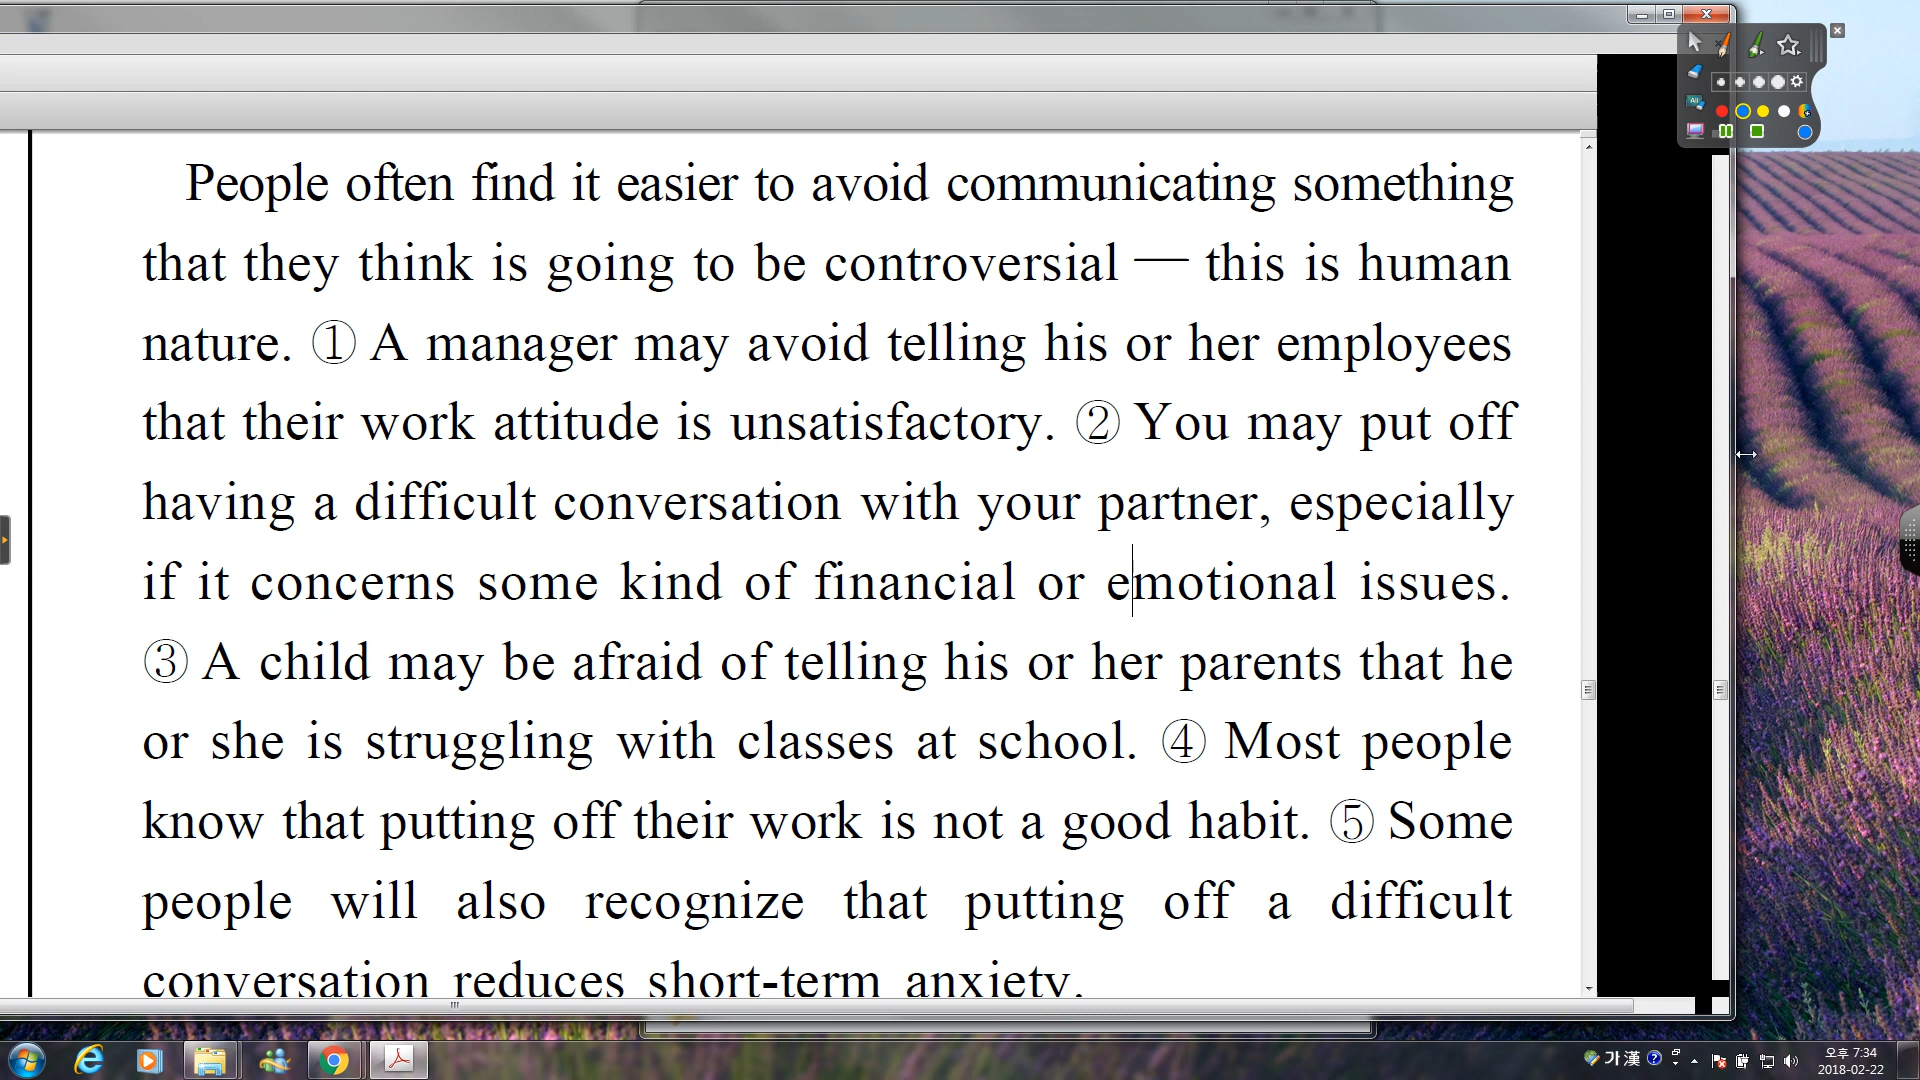 People often find it easier to avoid communicating something
that they think is going to be controversial — this is human
nature. ① A manager may avoid telling his or her employees
that their work attitude is unsatisfactory. ② You may put off
having a difficult conversation with your partner, especially
if it concerns some kind of financial or emotional issues.
③ A child may be afraid of telling his or her parents that he
or she is struggling with classes at school. ④ Most people
know that putting off their work is not a good habit. ⑤ Some
people will also recognize that putting off a difficult
conversation reduces short-term anxiety.
All
가 漢
오후 7:34
2018-02-22